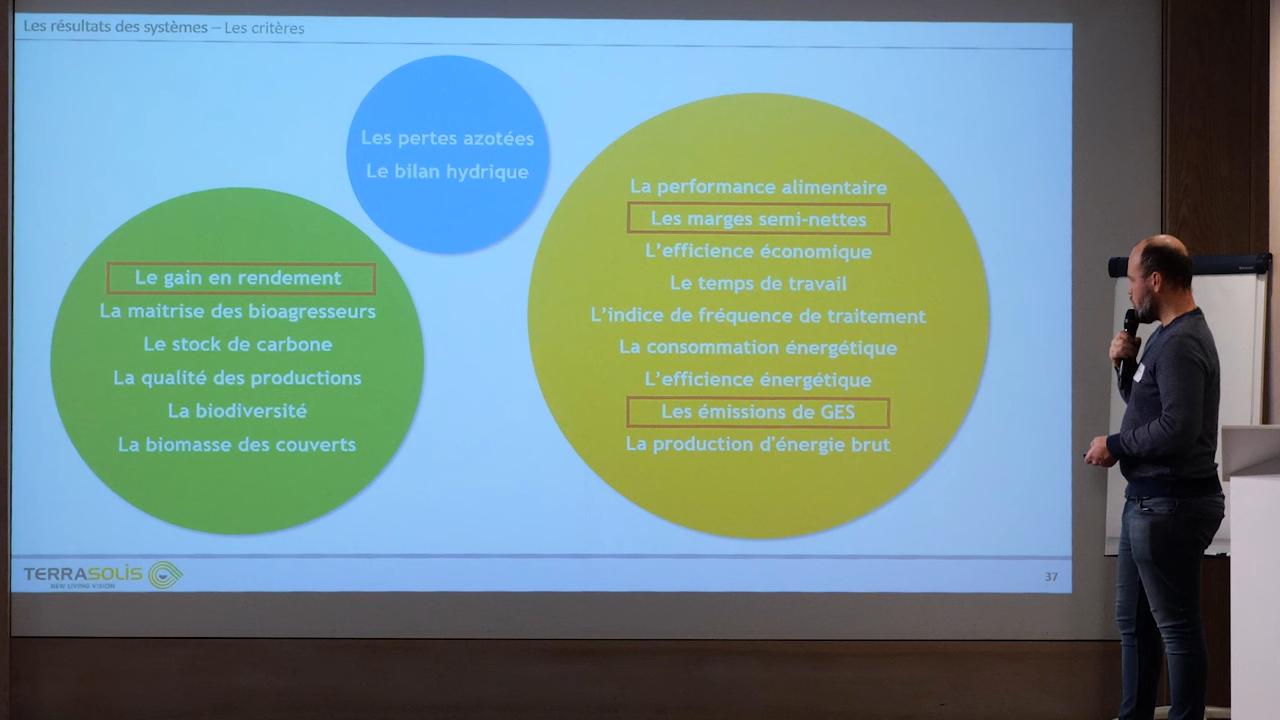 Les résultats des systèmes – Les critères
Les pertes azotées
Le bilan hydrique
Le gain en rendement
La maitrise des bioagresseurs
Le stock de carbone
La qualité des productions
La biodiversité
La biomasse des couverts
La performance alimentaire
Les marges semi-nettes
L'efficience économique
Le temps de travail
L'indice de fréquence de traitement
La consommation énergétique
L'efficience énergétique
Les émissions de GES
La production d'énergie brut
TERRASOLIS
NEW LIVING VISION
37